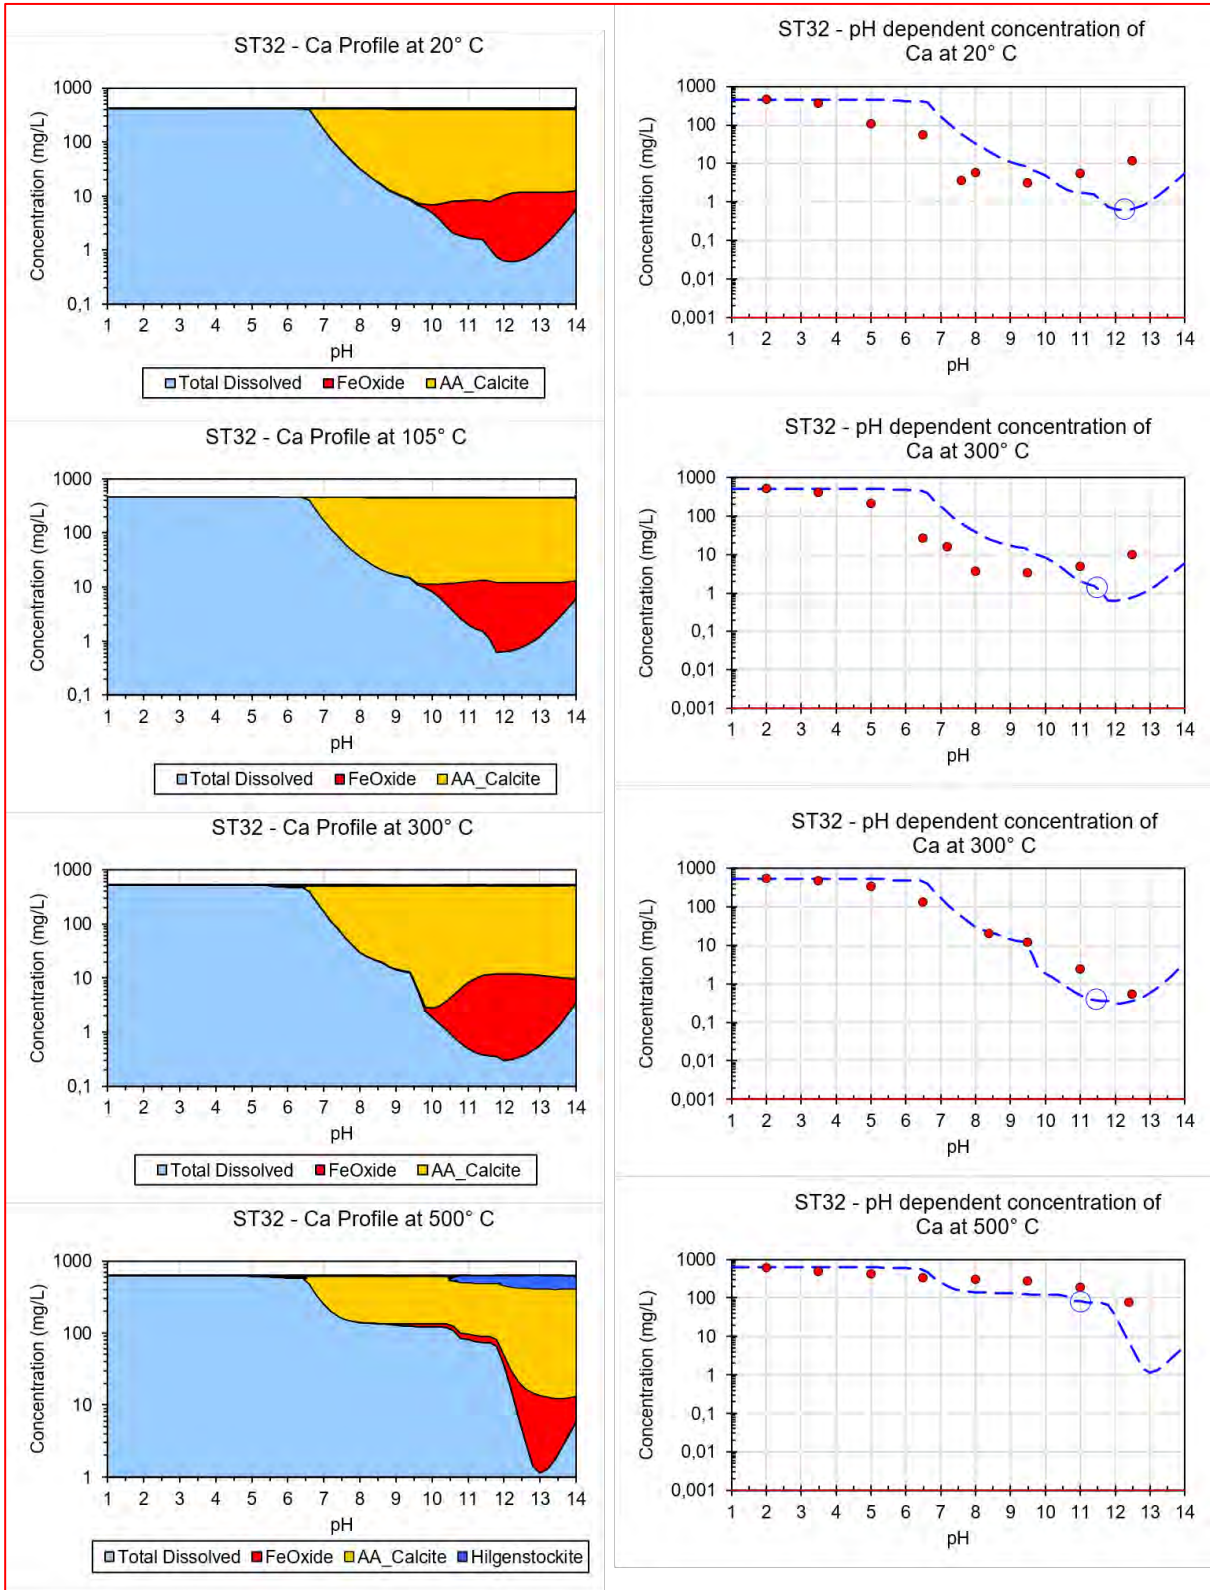 ST32 - Ca Profile at 20° C
Concentration (mg/L)
1000
100
10
1
0,1
1 2 3 4 5 6 7 8 9 10 11 12 13 14
pH
Total Dissolved FeOxide AA_Calcite
ST32 - Ca Profile at 105° C
Concentration (mg/L)
1000
100
10
1
0,1
1 2 3 4 5 6 7 8 9 10 11 12 13 14
pH
Total Dissolved FeOxide AA_Calcite
ST32 - Ca Profile at 300° C
Concentration (mg/L)
1000
100
10
1
0,1
1 2 3 4 5 6 7 8 9 10 11 12 13 14
pH
Total Dissolved FeOxide AA_Calcite
ST32 - Ca Profile at 500° C
Concentration (mg/L)
1000
100
10
1
1 2 3 4 5 6 7 8 9 10 11 12 13 14
pH
Total Dissolved FeOxide AA_Calcite Hilgenstockite
ST32 - pH dependent concentration of
Ca at 20° C
Concentration (mg/L)
1000
100
10
1
0,1
0,01
0,001
1 2 3 4 5 6 7 8 9 10 11 12 13 14
pH
ST32 - pH dependent concentration of
Ca at 300° C
Concentration (mg/L)
1000
100
10
1
0,1
0,01
0,001
1 2 3 4 5 6 7 8 9 10 11 12 13 14
pH
ST32 - pH dependent concentration of
Ca at 300° C
Concentration (mg/L)
1000
100
10
1
0,1
0,01
0,001
1 2 3 4 5 6 7 8 9 10 11 12 13 14
pH
ST32 - pH dependent concentration of
Ca at 500° C
Concentration (mg/L)
1000
100
10
1
0,1
0,01
0,001
1 2 3 4 5 6 7 8 9 10 11 12 13 14
pH